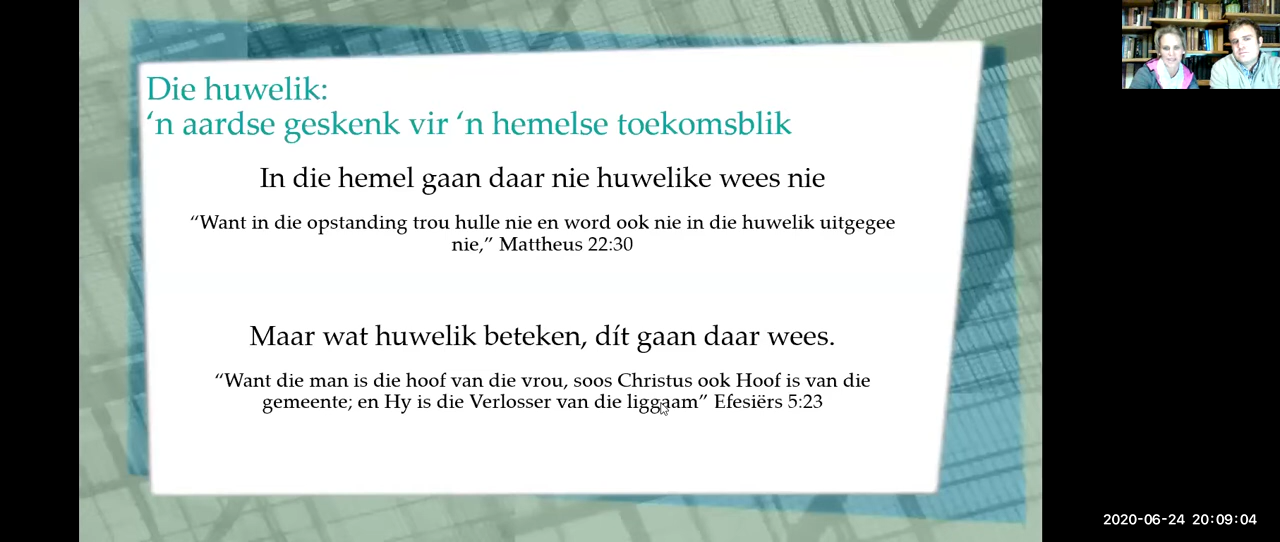 Die huwelik:
‘n aardse geskenk vir ‘n hemelse toekomsblik
In die hemel gaan daar nie huwelike wees nie
“Want in die opstanding trou hulle nie en word ook nie in die huwelik uitgegee
nie,” Mattheus 22:30
Maar wat huwelik beteken, dít gaan daar wees.
“Want die man is die hoof van die vrou, soos Christus ook Hoof is van die
gemeente; en Hy is die Verlosser van die liggaam” Efesiërs 5:23
2020-06-24 20:09:04